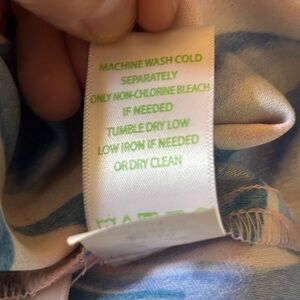 MACHINE WASH COLD
SEPARATELY
ONLY NON-CHLORINE BLEACH
IF NEEDED
TUMBLE DRY LOW
LOW IRON IF NEEDED
OR DRY CLEAN